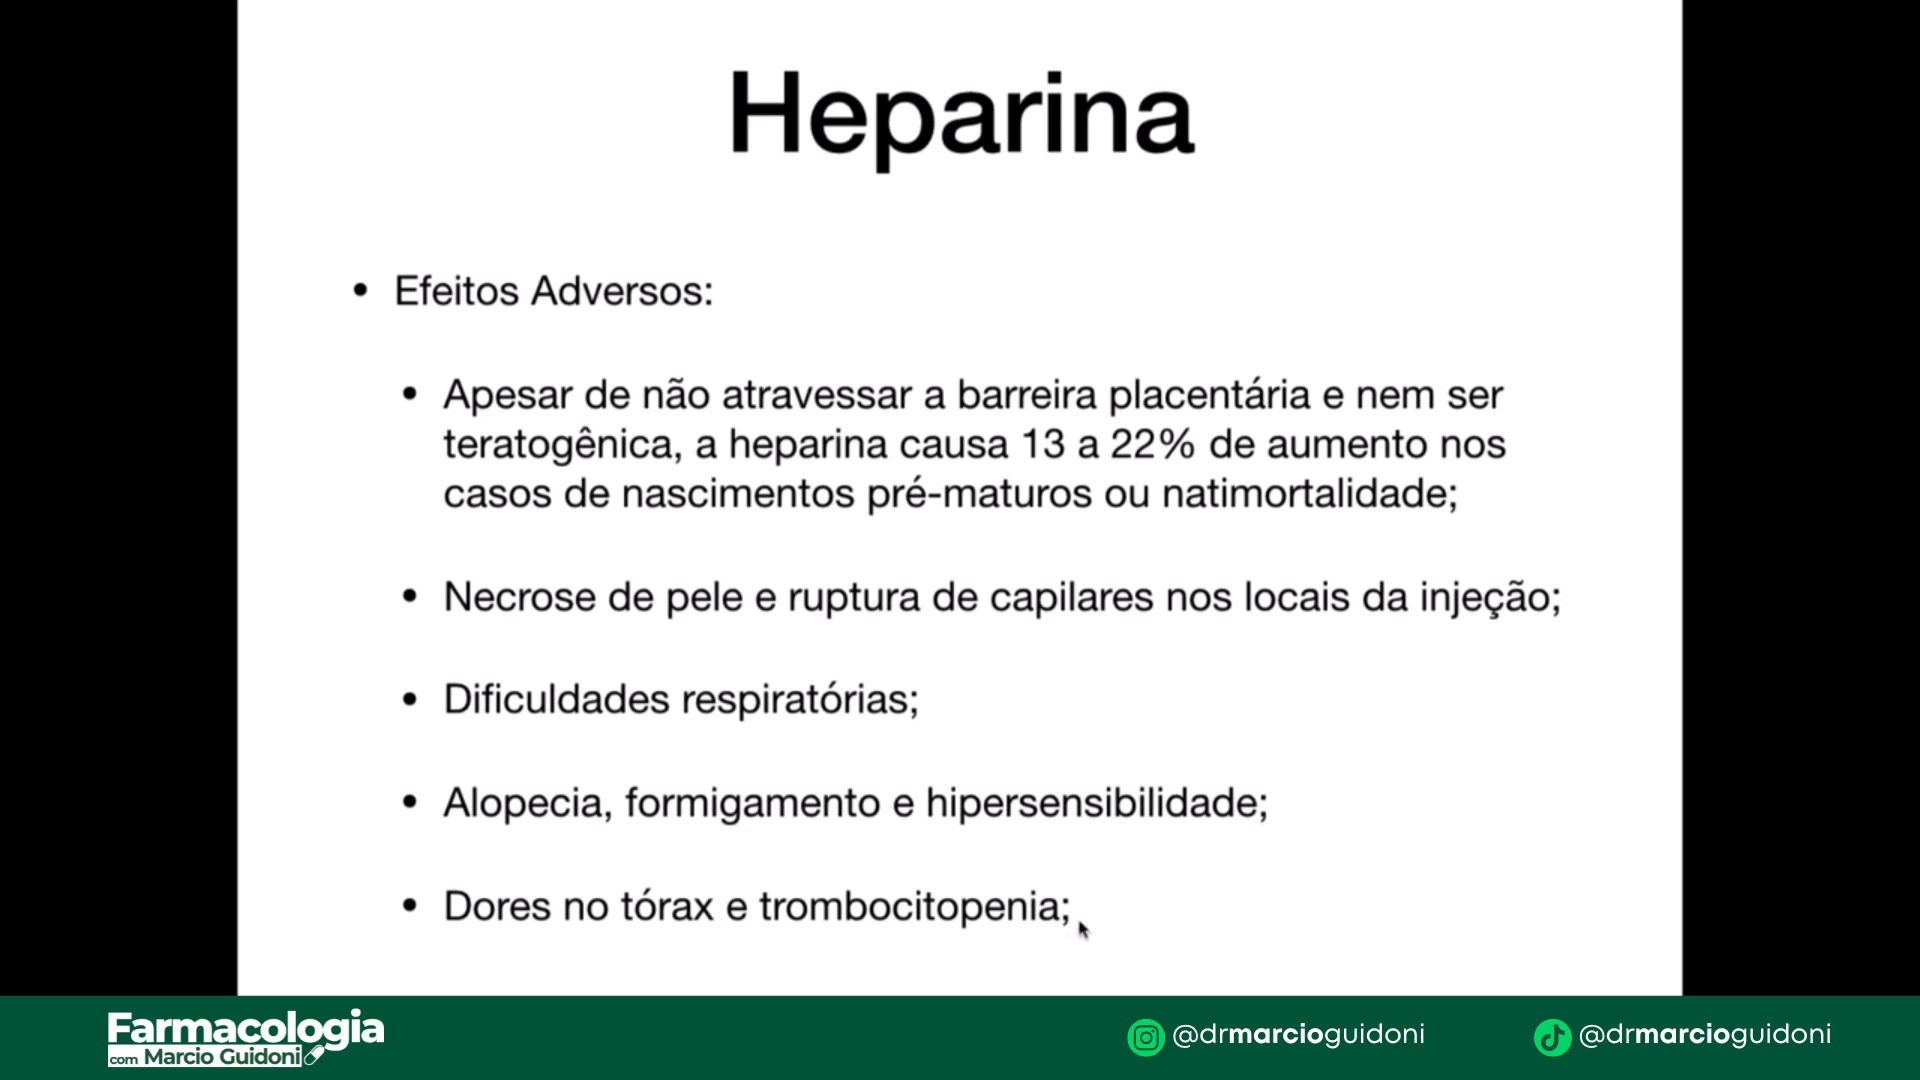 Heparina
• Efeitos Adversos:
• Apesar de não atravessar a barreira placentária e nem ser
teratogênica, a heparina causa 13 a 22% de aumento nos
casos de nascimentos pré-maturos ou natimortalidade;
• Necrose de pele e ruptura de capilares nos locais da injeção;
• Dificuldades respiratórias;
• Alopecia, formigamento e hipersensibilidade;
• Dores no tórax e trombocitopenia;
Farmacologia
com Marcio Guidoni
@drmarcioguidoni
@drmarcioguidoni